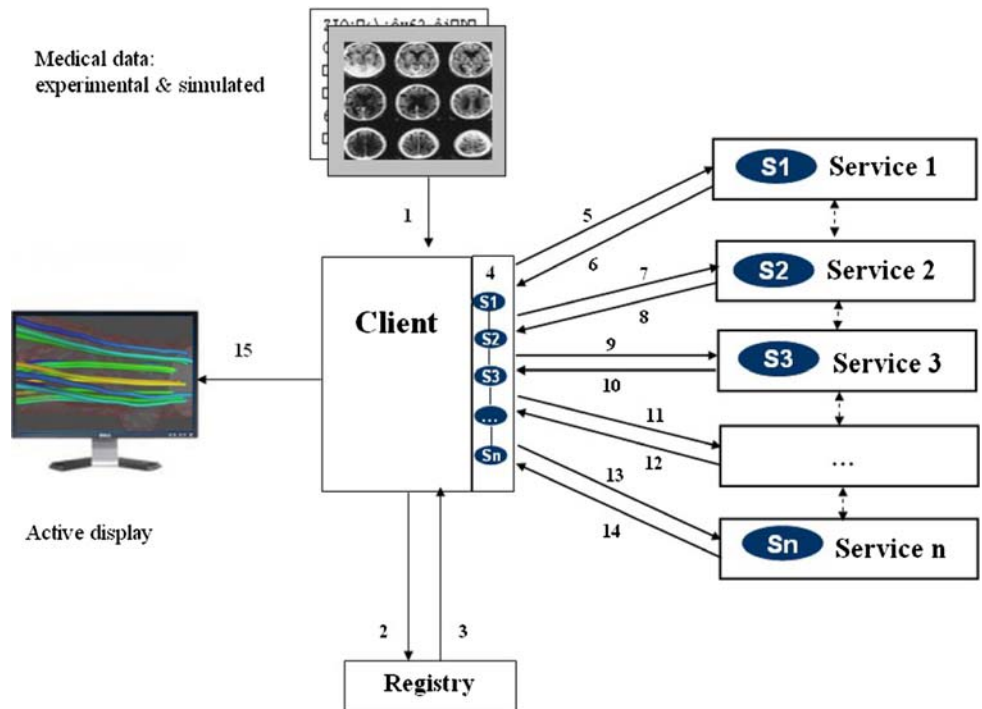 Medical data:
experimental & simulated
1
Client
4
S1
S2
S3
...
Sn
5
6
7
8
9
10
11
12
13
14
S1 Service 1
S2 Service 2
S3 Service 3
...
Sn Service n
15
Active display
2
3
Registry